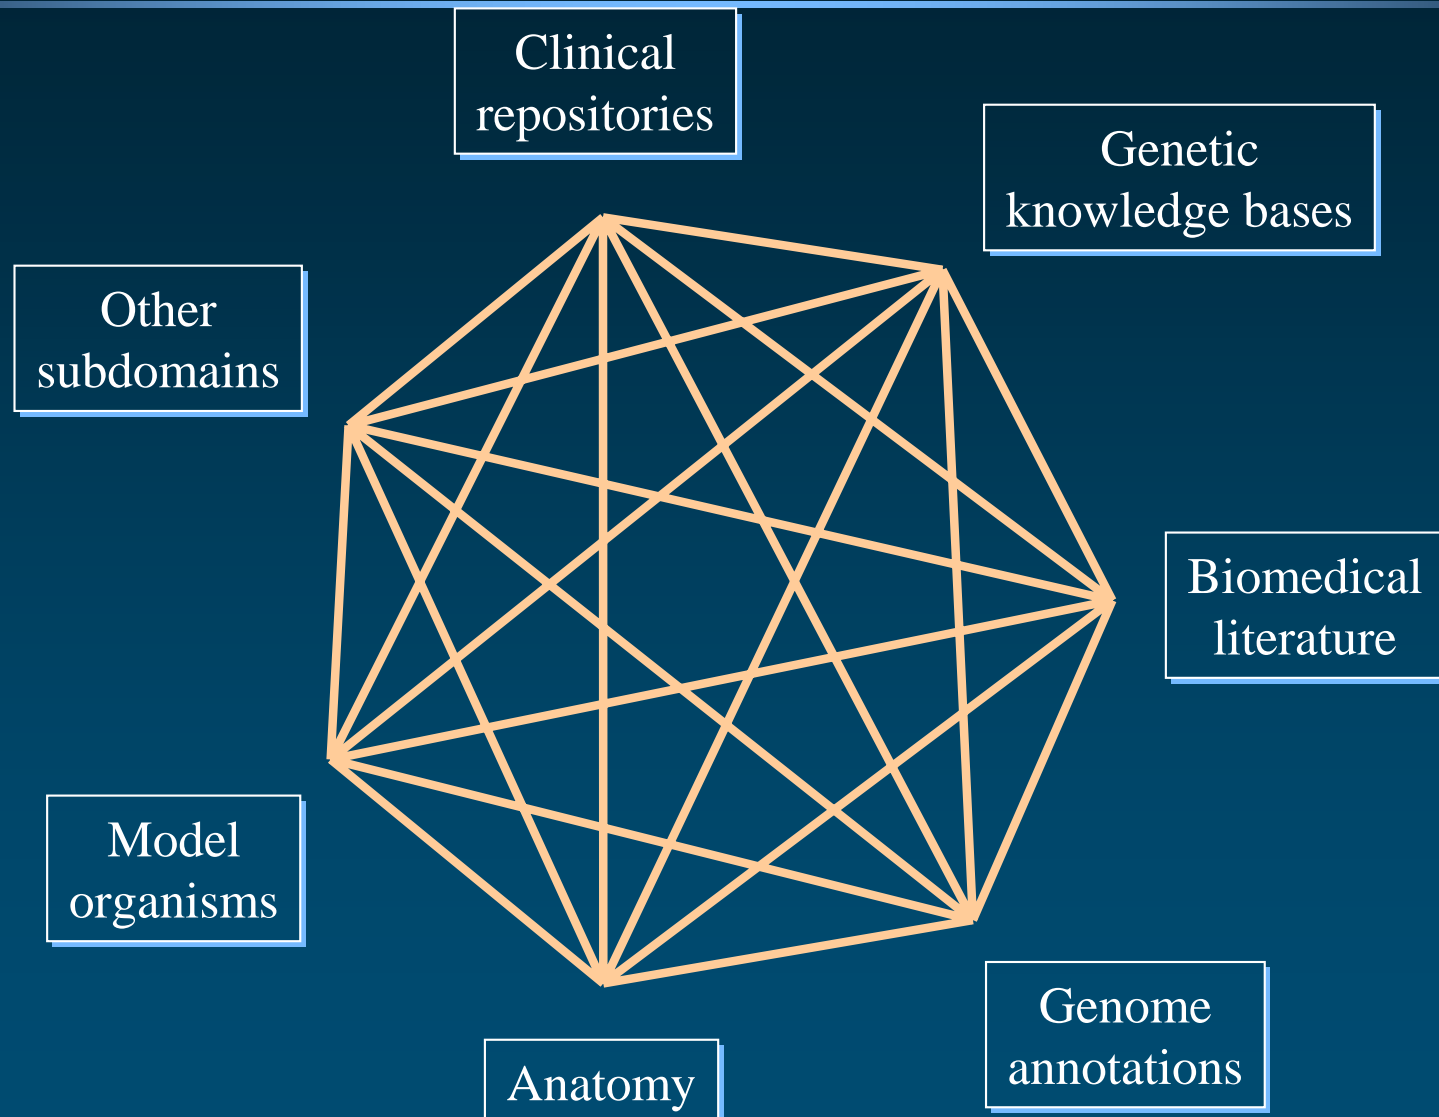 Clinical
repositories
Genetic
knowledge bases
Other
subdomains
Biomedical
literature
Model
organisms
Genome
annotations
Anatomy